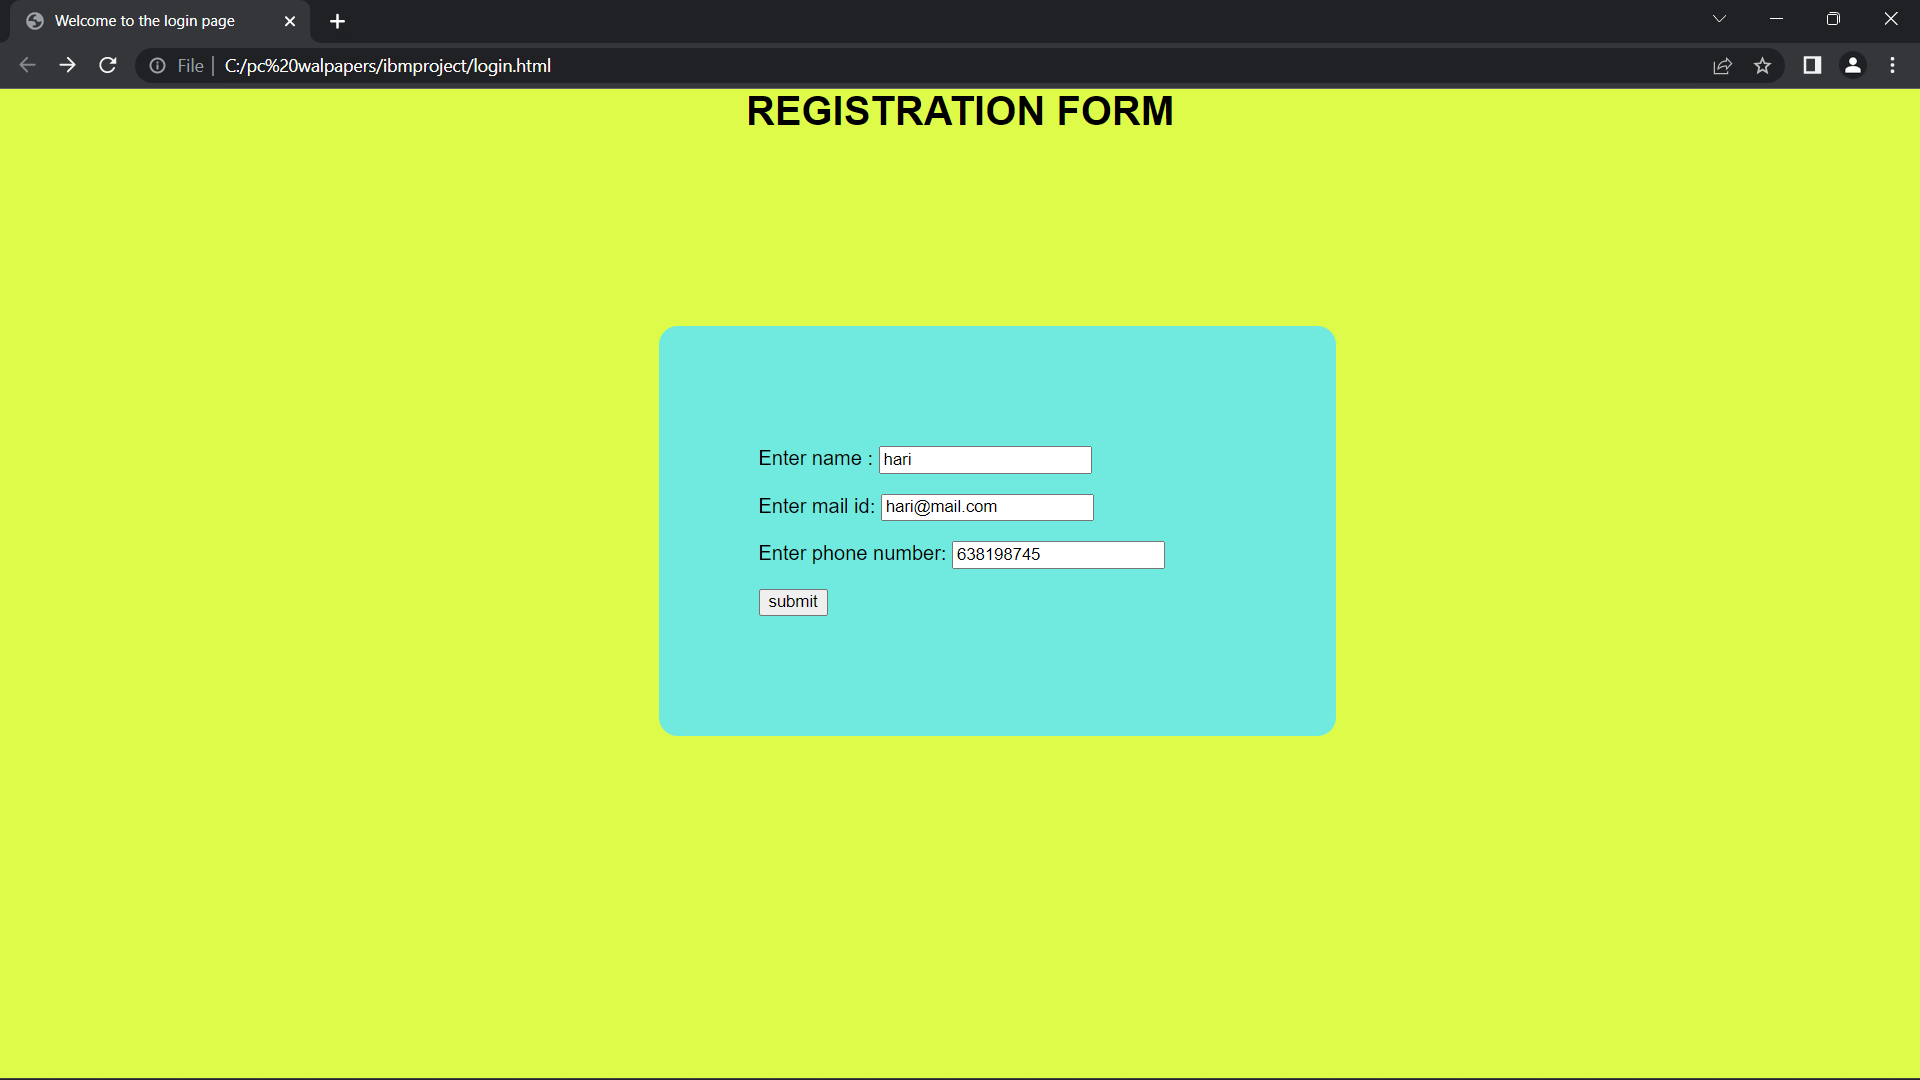 Welcome to the login page
File C:/pc%20walpapers/ibmproject/login.html
REGISTRATION FORM
Enter name : hari
Enter mail id: hari@mail.com
Enter phone number: 638198745
submit